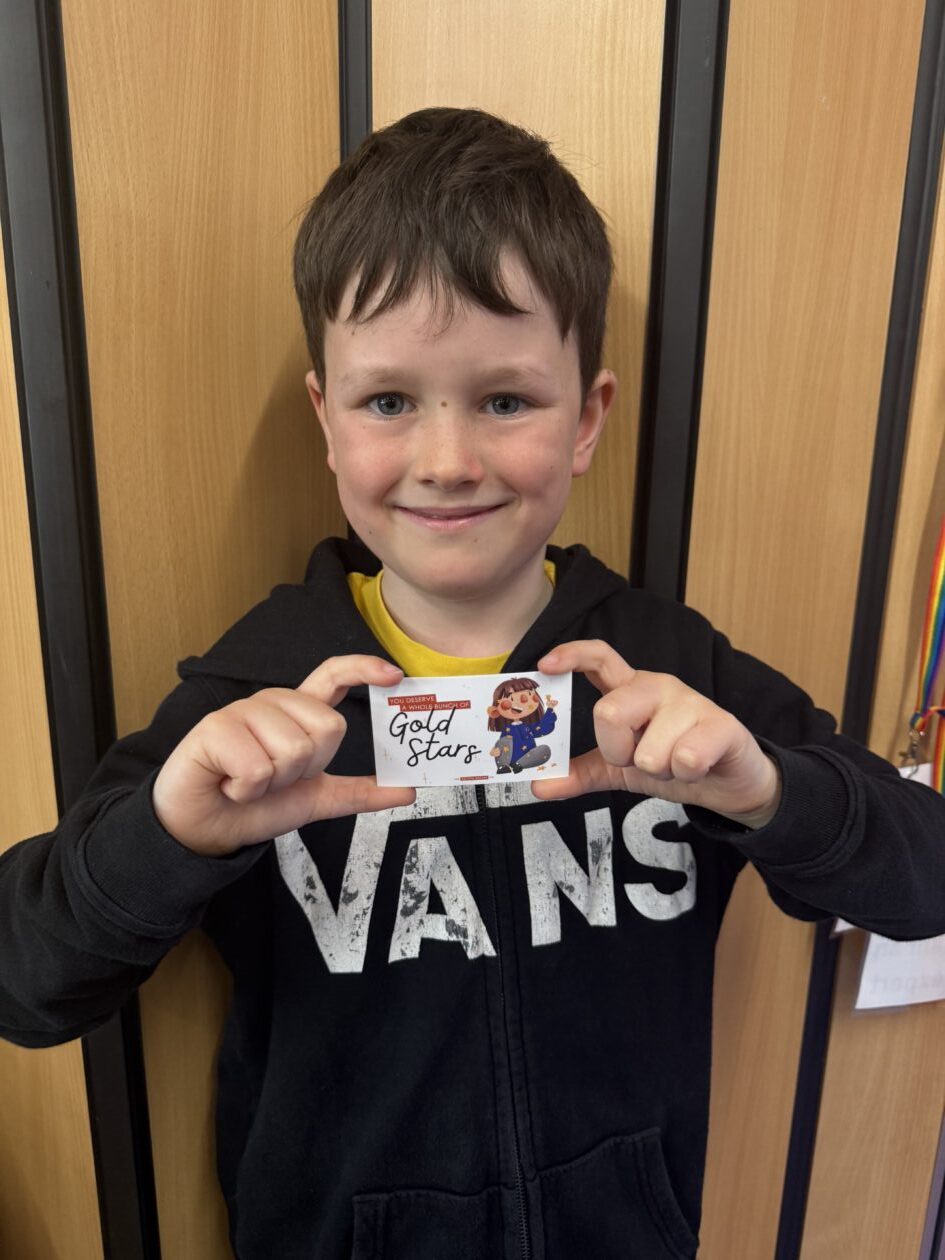 YOU DESERVE
A WHOLE BUNCH OF
Gold
Stars
VANS